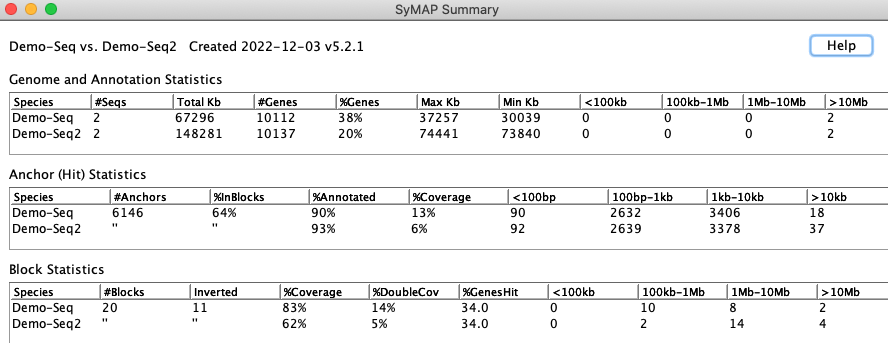 SyMAP Summary
Demo-Seq vs. Demo-Seq2 Created 2022-12-03 v5.2.1 Help
Genome and Annotation Statistics
Species #Seqs Total Kb #Genes %Genes Max Kb Min Kb <100kb 100kb-1Mb 1Mb-10Mb >10Mb
Demo-Seq 2 67296 10112 38% 37257 30039 0 0 0 2
Demo-Seq2 2 148281 10137 20% 74441 73840 0 0 0 2
Anchor (Hit) Statistics
Species #Anchors %InBlocks %Annotated %Coverage <100bp 100bp-1kb 1kb-10kb >10kb
Demo-Seq 6146 64% 90% 13% 90 2632 3406 18
Demo-Seq2 " " 93% 6% 92 2639 3378 37
Block Statistics
Species #Blocks Inverted %Coverage %DoubleCov %GenesHit <100kb 100kb-1Mb 1Mb-10Mb >10Mb
Demo-Seq 20 11 83% 14% 34.0 0 10 8 2
Demo-Seq2 " " 62% 5% 34.0 0 2 14 4